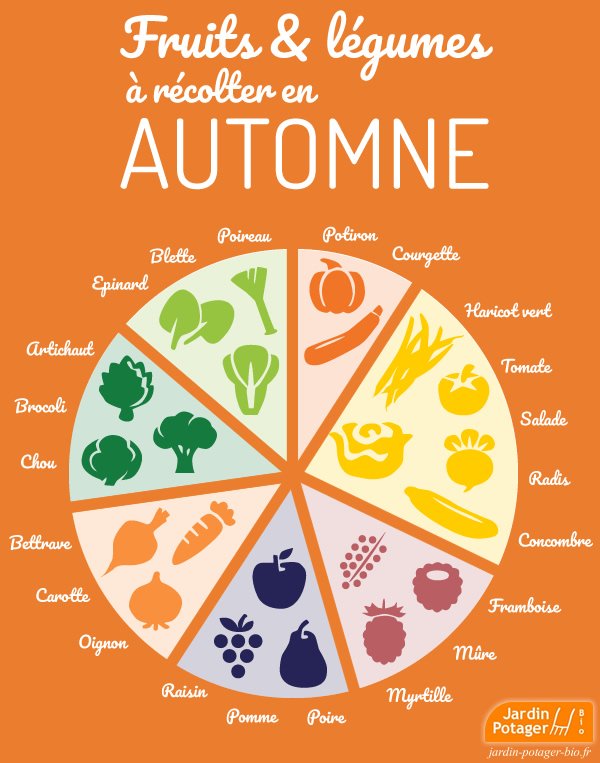 Fruits & légumes
à récolter en
AUTOMNE
Poireau
Potiron
Blette
Courgette
Epinard
Haricot vert
Artichaut
Tomate
Brocoli
Salade
Chou
Radis
Bettrave
Concombre
Carotte
Framboise
Oignon
Mûre
Raisin
Myrtille
Pomme
Poire
Jardin
Potager
Bio
jardin-potager-bio.fr